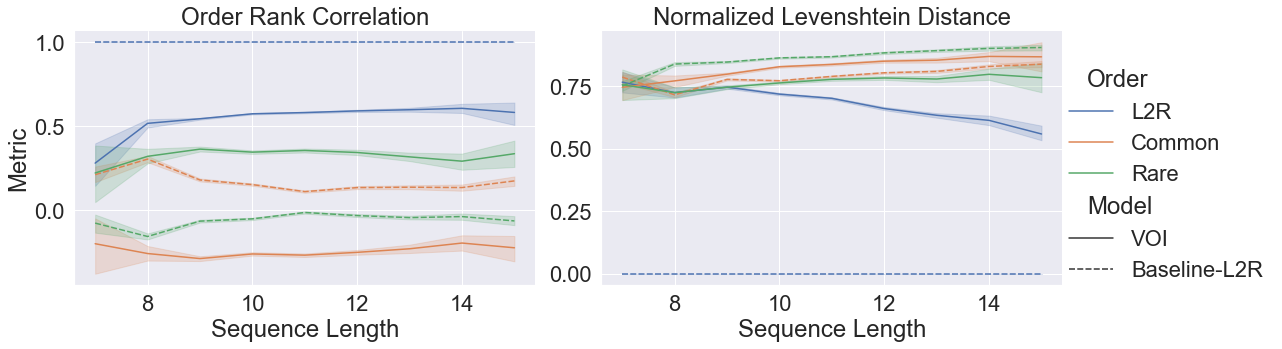 Order Rank Correlation
Metric
1.0
0.5
0.0
8
10
12
14
Sequence Length
Normalized Levenshtein Distance
0.75
0.50
0.25
0.00
8
10
12
14
Sequence Length
Order
L2R
Common
Rare
Model
VOI
Baseline-L2R